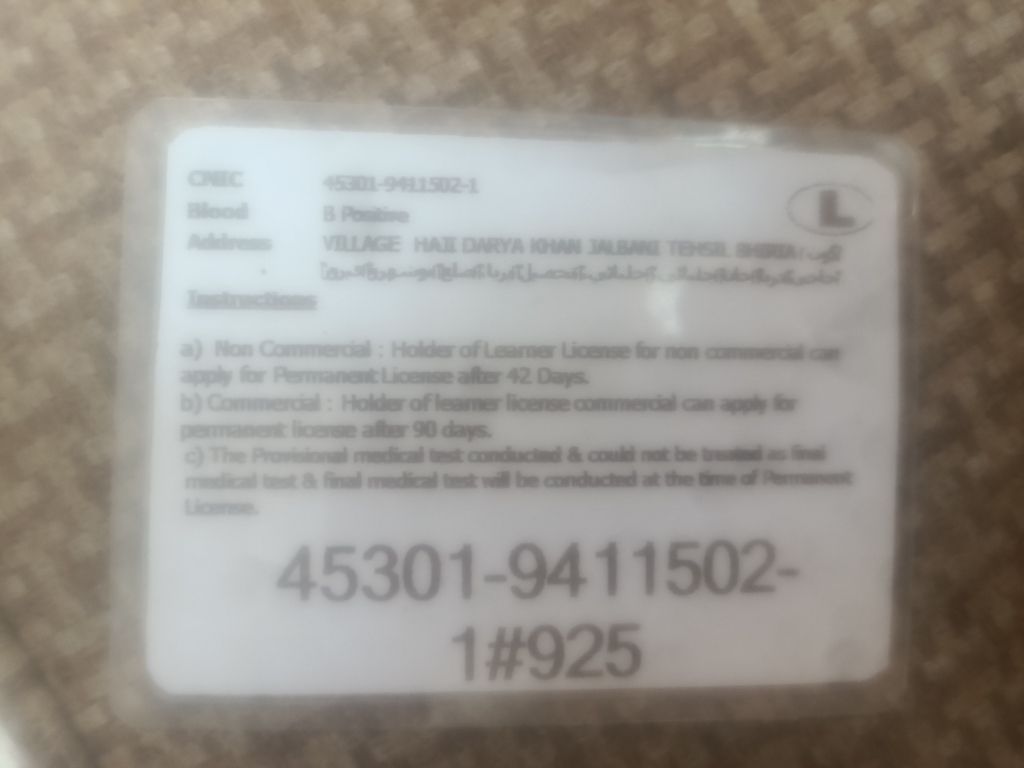 CNIC 45301-9411502-1
L
Blood B Positive
Address VILLAGE HAJI DARYA KHAN JALBANI TEHSIL BHIRIA
Instructions
a) Non Commercial : Holder of Learner License for non commercial can
apply for Permanent License after 42 Days.
b) Commercial : Holder of learner license commercial can apply for
permanent license after 90 days.
c) The Provisional medical test conducted & could not be treated as final
medical test & final medical test will be conducted at the time of Permanent
License.
45301-9411502-
1#925